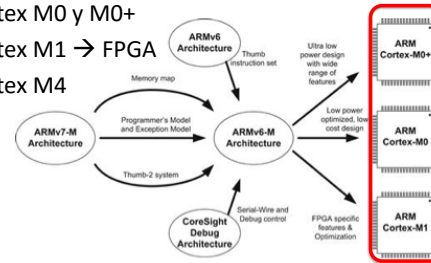 rtex M0 y M0+
rtex M1 → FPGA
rtex M4
ARMv6
Architecture
Thumb
instruction set
Ultra low
power design
with wide
range of
features
ARM
Cortex-M0+
Memory map
ARMv7-M
Architecture
Programmer's Model
and Exception Model
ARMv6-M
Architecture
Low power
optimized, low
cost design
ARM
Cortex-M0
Thumb-2 system
CoreSight
Debug
Architecture
Serial-Wire and
Debug control
FPGA specific
features &
Optimization
ARM
Cortex-M1